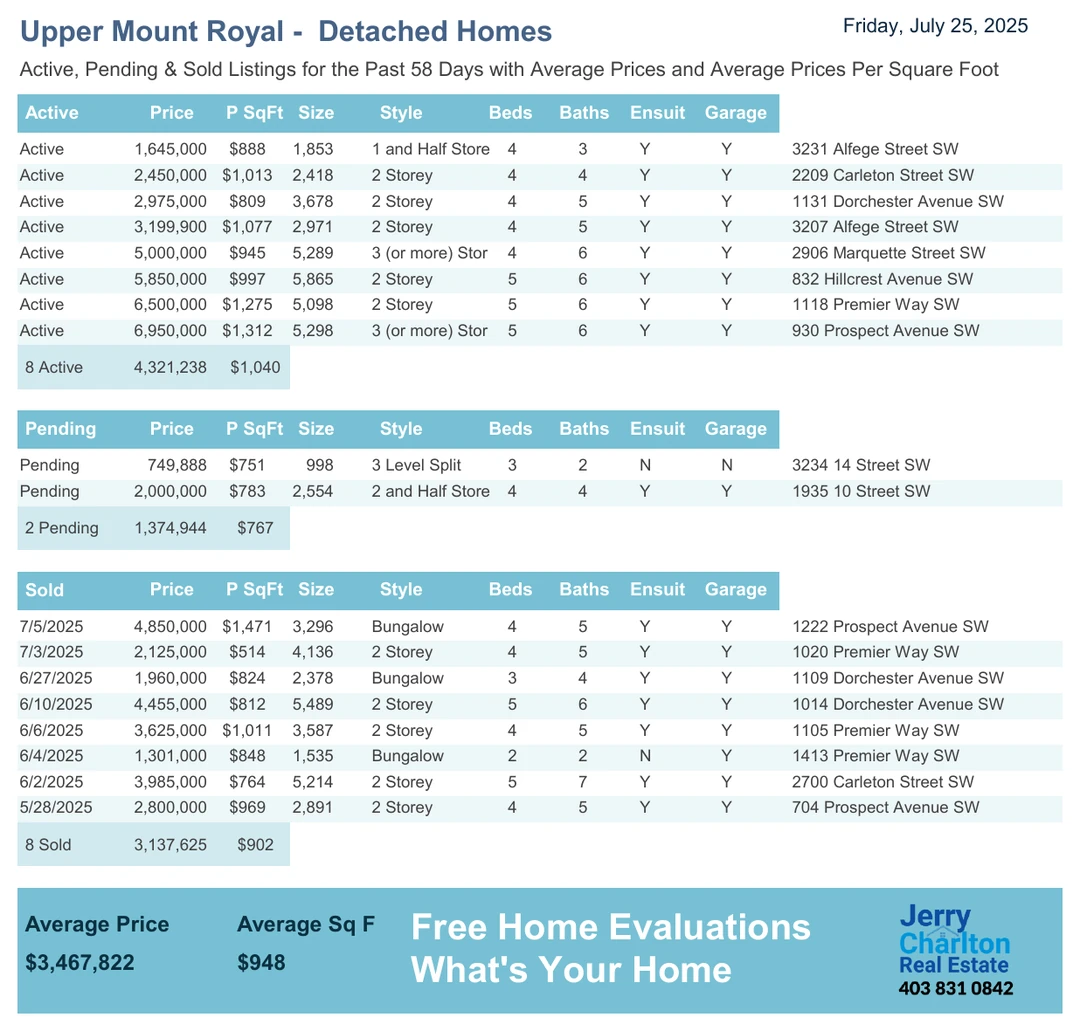 Upper Mount Royal - Detached Homes Friday, July 25, 2025
Active, Pending & Sold Listings for the Past 58 Days with Average Prices and Average Prices Per Square Foot
Active Price P SqFt Size Style Beds Baths Ensuit Garage
Active 1,645,000 $888 1,853 1 and Half Store 4 3 Y Y 3231 Alfege Street SW
Active 2,450,000 $1,013 2,418 2 Storey 4 4 Y Y 2209 Carleton Street SW
Active 2,975,000 $809 3,678 2 Storey 4 5 Y Y 1131 Dorchester Avenue SW
Active 3,199,900 $1,077 2,971 2 Storey 4 5 Y Y 3207 Alfege Street SW
Active 5,000,000 $945 5,289 3 (or more) Stor 4 6 Y Y 2906 Marquette Street SW
Active 5,850,000 $997 5,865 2 Storey 5 6 Y Y 832 Hillcrest Avenue SW
Active 6,500,000 $1,275 5,098 2 Storey 5 6 Y Y 1118 Premier Way SW
Active 6,950,000 $1,312 5,298 3 (or more) Stor 5 6 Y Y 930 Prospect Avenue SW
8 Active 4,321,238 $1,040
Pending Price P SqFt Size Style Beds Baths Ensuit Garage
Pending 749,888 $751 998 3 Level Split 3 2 N N 3234 14 Street SW
Pending 2,000,000 $783 2,554 2 and Half Store 4 4 Y Y 1935 10 Street SW
2 Pending 1,374,944 $767
Sold Price P SqFt Size Style Beds Baths Ensuit Garage
7/5/2025 4,850,000 $1,471 3,296 Bungalow 4 5 Y Y 1222 Prospect Avenue SW
7/3/2025 2,125,000 $514 4,136 2 Storey 4 5 Y Y 1020 Premier Way SW
6/27/2025 1,960,000 $824 2,378 Bungalow 3 4 Y Y 1109 Dorchester Avenue SW
6/10/2025 4,455,000 $812 5,489 2 Storey 5 6 Y Y 1014 Dorchester Avenue SW
6/6/2025 3,625,000 $1,011 3,587 2 Storey 4 5 Y Y 1105 Premier Way SW
6/4/2025 1,301,000 $848 1,535 Bungalow 2 2 N Y 1413 Premier Way SW
6/2/2025 3,985,000 $764 5,214 2 Storey 5 7 Y Y 2700 Carleton Street SW
5/28/2025 2,800,000 $969 2,891 2 Storey 4 5 Y Y 704 Prospect Avenue SW
8 Sold 3,137,625 $902
Average Price Average Sq F
$3,467,822 $948
Free Home Evaluations
What's Your Home
Jerry
Charlton
Real Estate
403 831 0842